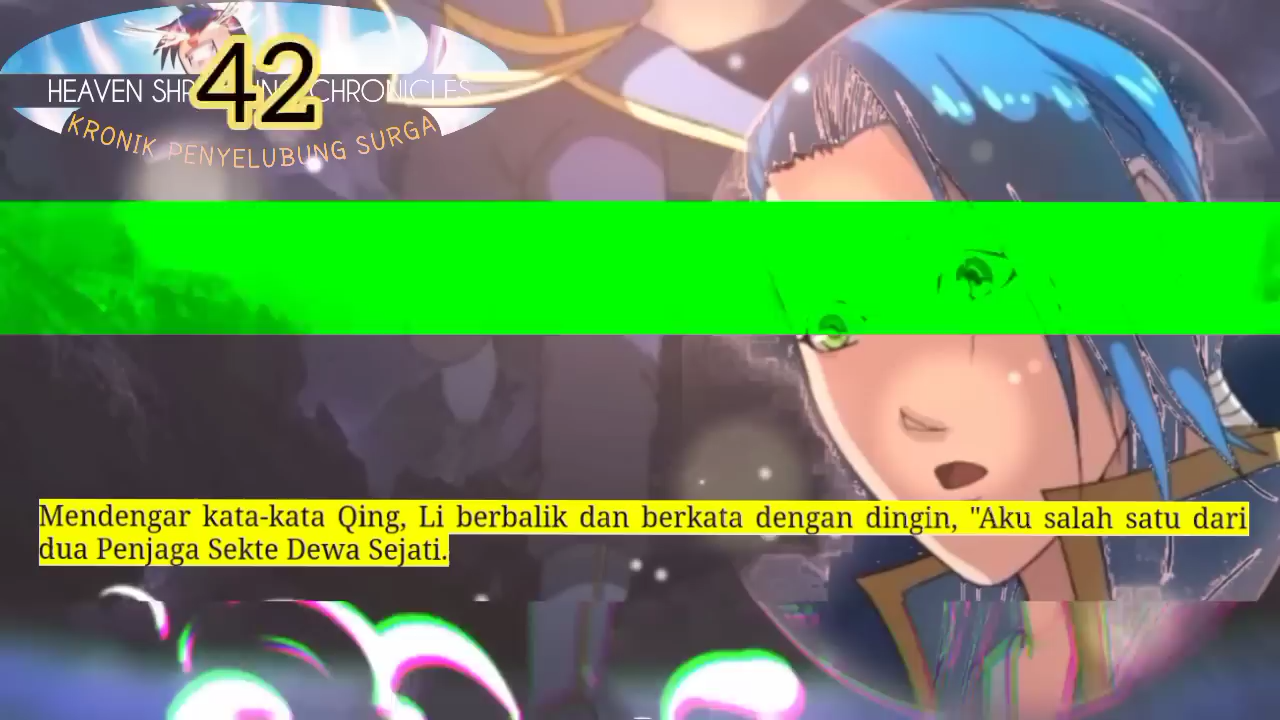 42
HEAVEN CHRONICLES
KRONIK PENYELUBUNG SURGA
Mendengar kata-kata Qing, Li berbalik dan berkata dengan dingin, "Aku salah satu dari
dua Penjaga Sekte Dewa Sejati.